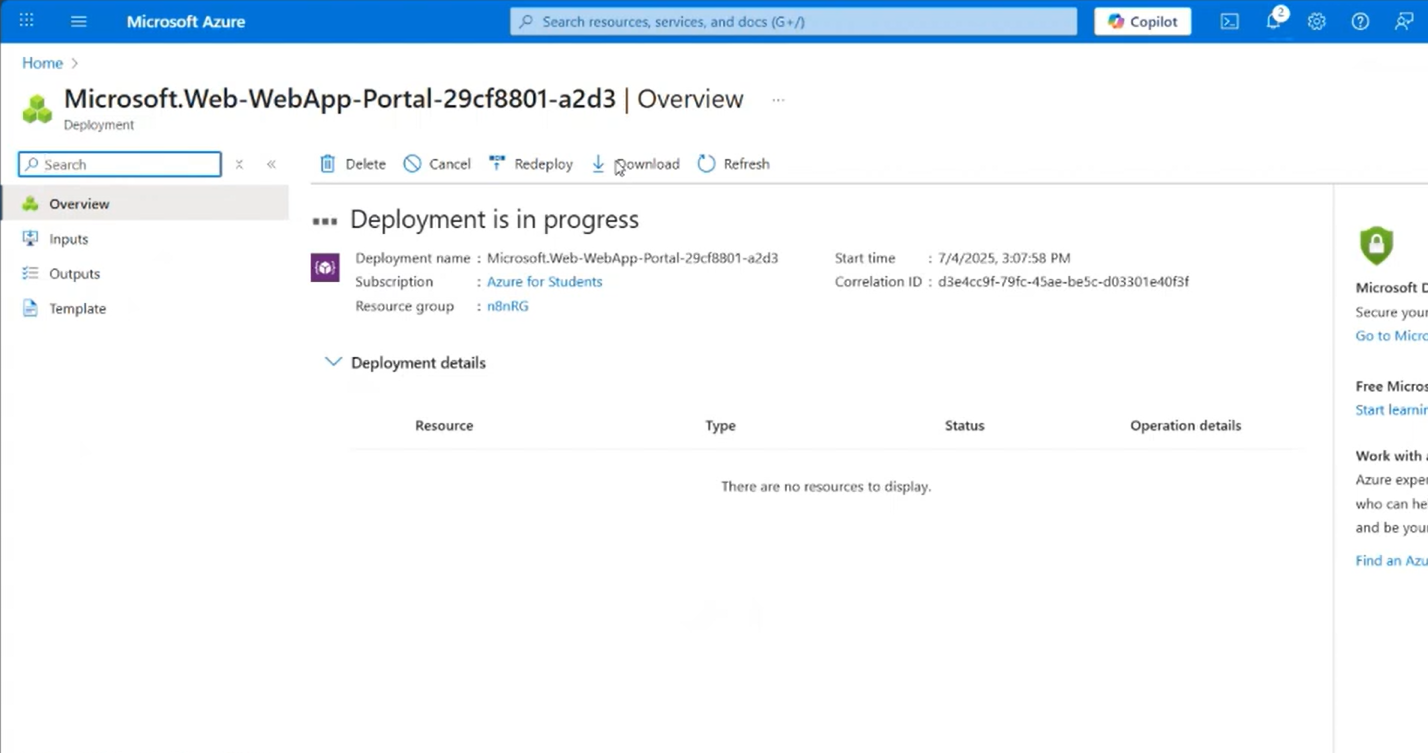 Microsoft Azure
Search resources, services, and docs (G+/)
Copilot
2
Home
Microsoft.Web-WebApp-Portal-29cf8801-a2d3 | Overview ...
Deployment
Search
Delete Cancel Redeploy Download Refresh
Overview
Inputs
Outputs
Template
Deployment is in progress
Deployment name : Microsoft.Web-WebApp-Portal-29cf8801-a2d3
Subscription : Azure for Students
Resource group : n8nRG
Start time : 7/4/2025, 3:07:58 PM
Correlation ID : d3e4cc9f-79fc-45ae-be5c-d03301e40f3f
Deployment details
Resource Type Status Operation details
There are no resources to display.
Microsoft D
Secure your
Go to Micro
Free Micros
Start learnin
Work with a
Azure exper
who can he
and be your
Find an Azu